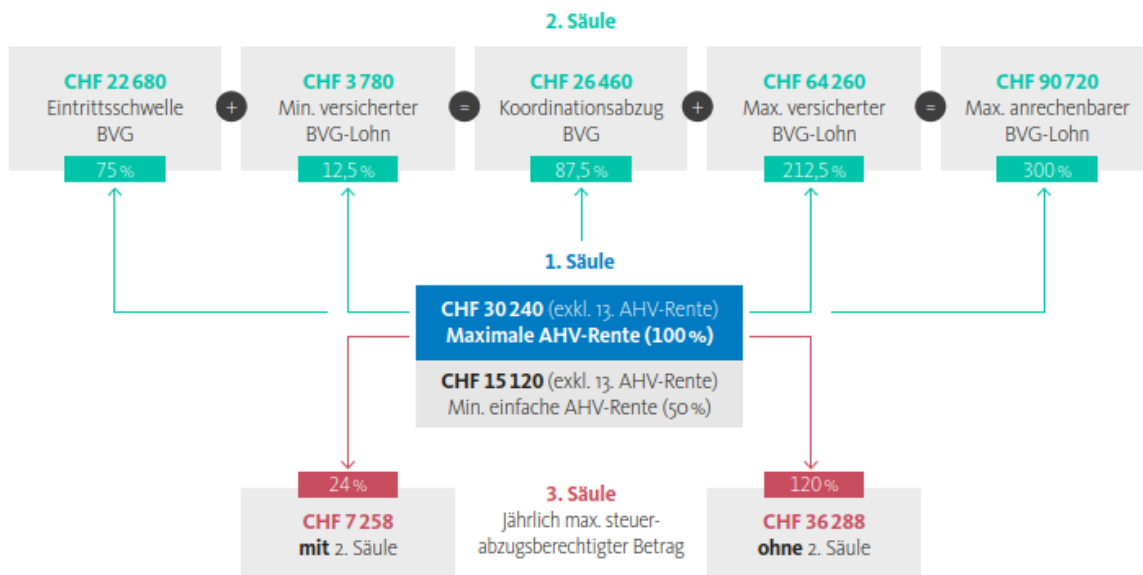 2. Säule
CHF 22 680
Eintrittsschwelle
BVG
75 %
+
CHF 3 780
Min. versicherter
BVG-Lohn
12,5 %
=
CHF 26 460
Koordinationsabzug
BVG
87,5 %
+
CHF 64 260
Max. versicherter
BVG-Lohn
212,5 %
=
CHF 90 720
Max. anrechenbarer
BVG-Lohn
300 %
1. Säule
CHF 30 240 (exkl. 13. AHV-Rente)
Maximale AHV-Rente (100 %)
CHF 15 120 (exkl. 13. AHV-Rente)
Min. einfache AHV-Rente (50 %)
24 %
CHF 7 258
mit 2. Säule
3. Säule
Jährlich max. steuer-
abzugsberechtigter Betrag
120 %
CHF 36 288
ohne 2. Säule